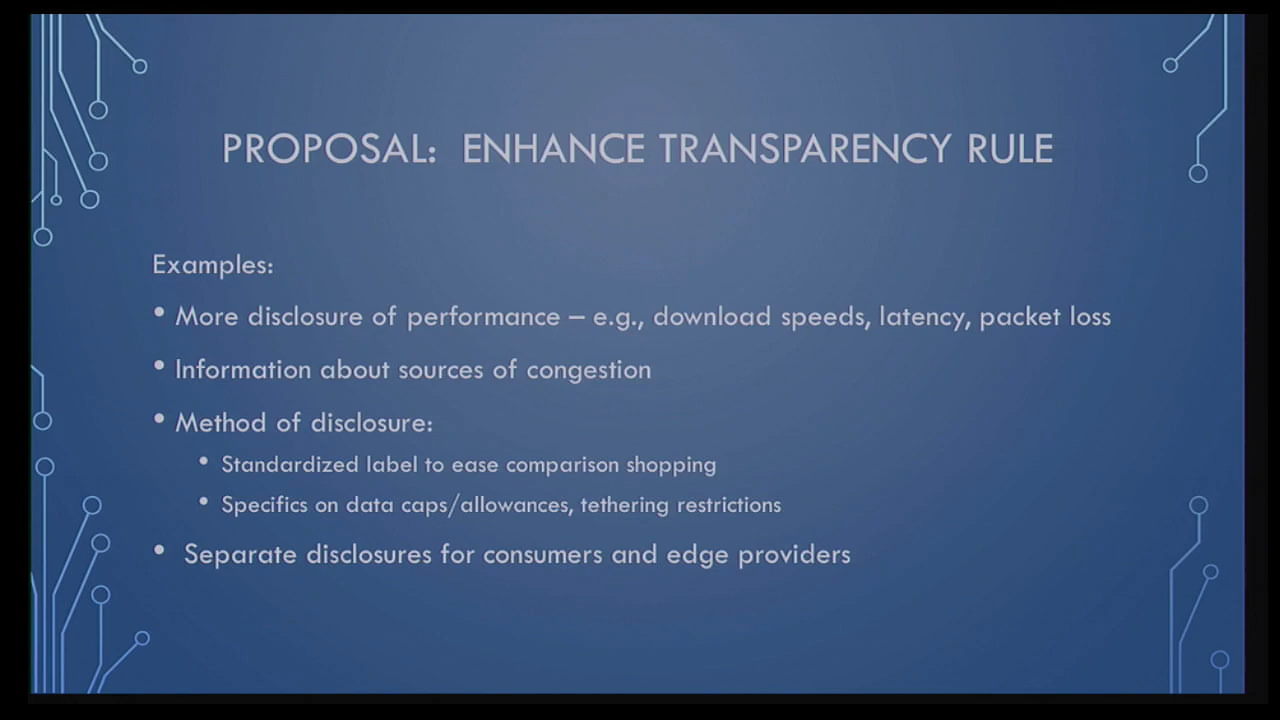 PROPOSAL: ENHANCE TRANSPARENCY RULE
Examples:
• More disclosure of performance – e.g., download speeds, latency, packet loss
• Information about sources of congestion
• Method of disclosure:
• Standardized label to ease comparison shopping
• Specifics on data caps/allowances, tethering restrictions
• Separate disclosures for consumers and edge providers